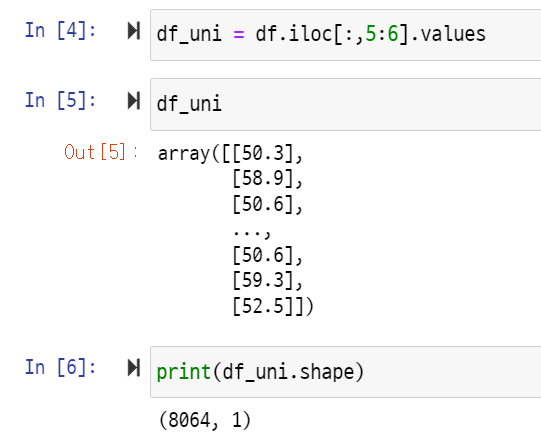 In [4]: df_uni = df.iloc[:,5:6].values
In [5]: df_uni
Out[5]: array([[50.3],
[58.9],
[50.6],
...,
[50.6],
[59.3],
[52.5]])
In [6]: print(df_uni.shape)
(8064, 1)